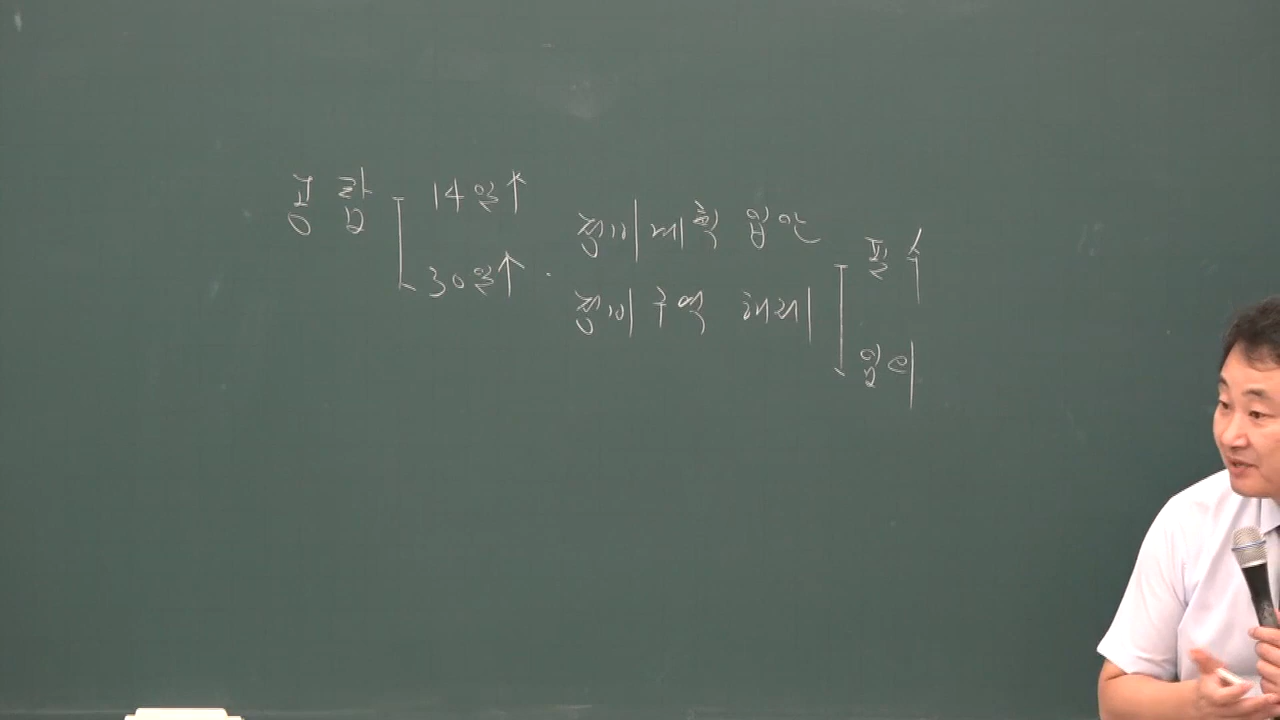 공람
14일↑
30일↑
정비계획 입안
정비구역 해제
필수
임의